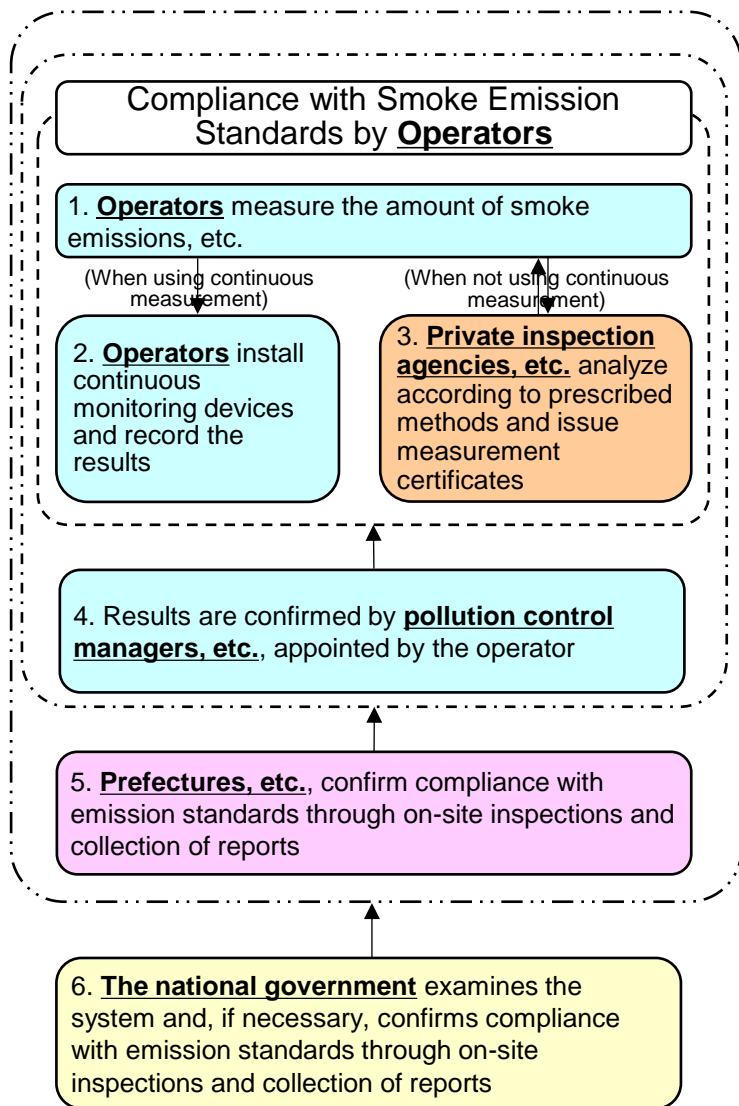 Compliance with Smoke Emission
Standards by Operators
1. Operators measure the amount of smoke
emissions, etc.
(When using continuous
measurement)
(When not using continuous
measurement)
2. Operators install
continuous
monitoring devices
and record the
results
3. Private inspection
agencies, etc. analyze
according to prescribed
methods and issue
measurement
certificates
4. Results are confirmed by pollution control
managers, etc., appointed by the operator
5. Prefectures, etc., confirm compliance with
emission standards through on-site inspections and
collection of reports
6. The national government examines the
system and, if necessary, confirms compliance
with emission standards through on-site
inspections and collection of reports